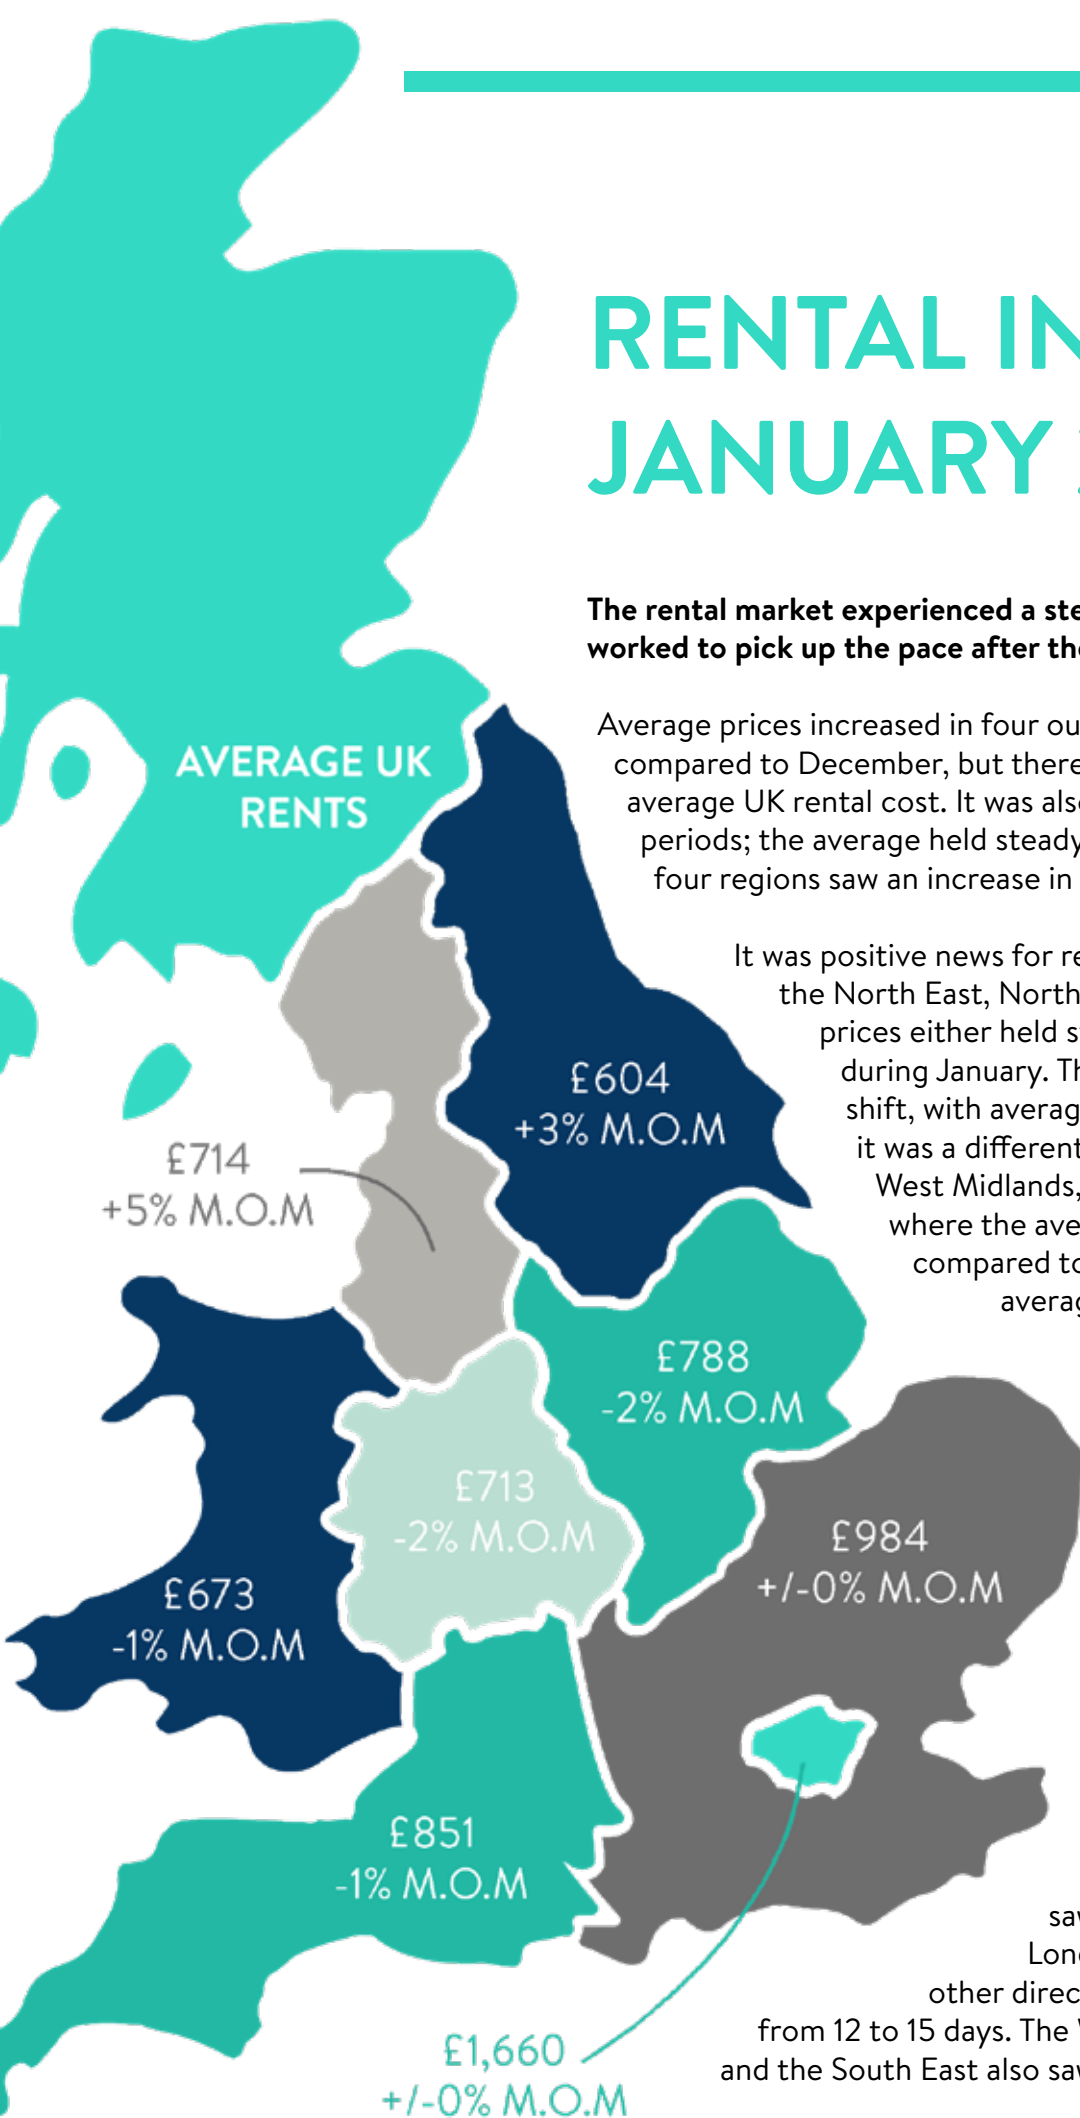 RENTAL IN
JANUARY
The rental market experienced a ste
worked to pick up the pace after the
Average prices increased in four ou
compared to December, but there
average UK rental cost. It was also
periods; the average held steady
four regions saw an increase in
It was positive news for re
the North East, North
prices either held s
during January. Th
shift, with averag
it was a different
West Midlands,
where the ave
compared to
averag
AVERAGE UK
RENTS
£604
+3% M.O.M
£714
+5% M.O.M
£788
-2% M.O.M
£713
-2% M.O.M
£984
+/-0% M.O.M
£673
-1% M.O.M
£851
-1% M.O.M
£1,660
+/-0% M.O.M
saw
Lon
other direc
from 12 to 15 days. The
and the South East also saw